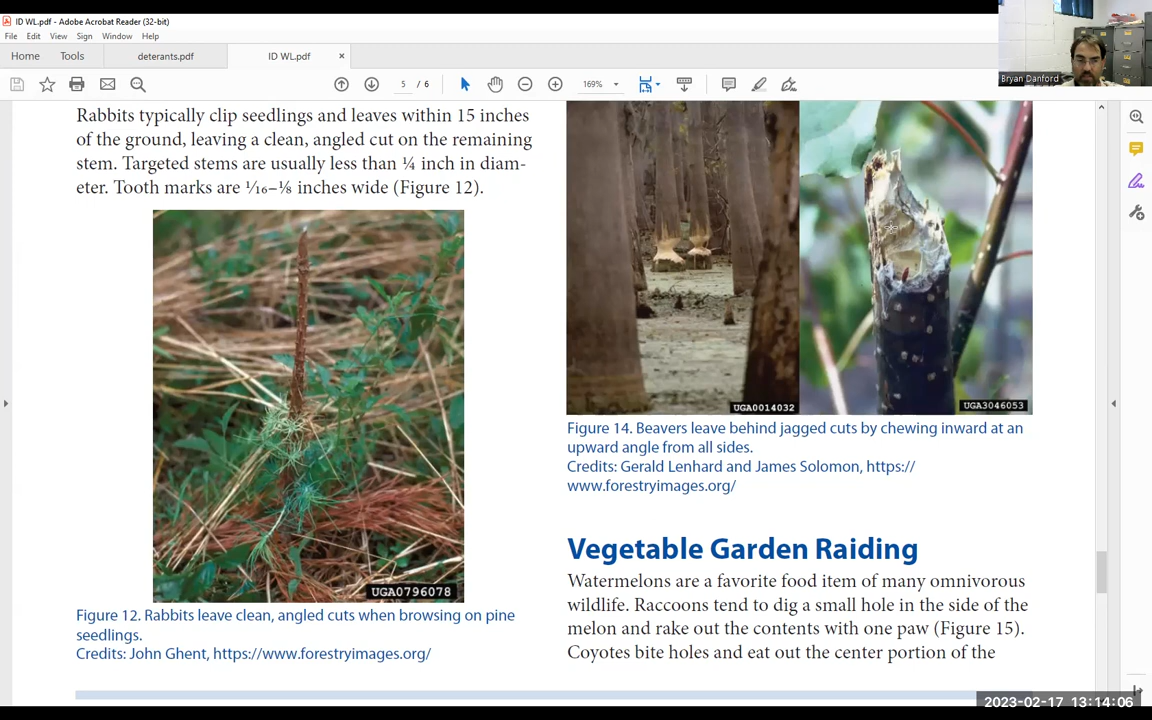 ID WL.pdf - Adobe Acrobat Reader (32-bit)
File Edit View Sign Window Help
Home Tools deterants.pdf ID WL.pdf ×
5 / 6 169%
Bryan Danford
Rabbits typically clip seedlings and leaves within 15 inches
of the ground, leaving a clean, angled cut on the remaining
stem. Targeted stems are usually less than ¼ inch in diam-
eter. Tooth marks are 1⁄16–⅛ inches wide (Figure 12).
UGA0796078
Figure 12. Rabbits leave clean, angled cuts when browsing on pine
seedlings.
Credits: John Ghent, https://www.forestryimages.org/
UGA0014032
UGA3046053
Figure 14. Beavers leave behind jagged cuts by chewing inward at an
upward angle from all sides.
Credits: Gerald Lenhard and James Solomon, https://
www.forestryimages.org/
Vegetable Garden Raiding
Watermelons are a favorite food item of many omnivorous
wildlife. Raccoons tend to dig a small hole in the side of the
melon and rake out the contents with one paw (Figure 15).
Coyotes bite holes and eat out the center portion of the
2023-02-17 13:14:06